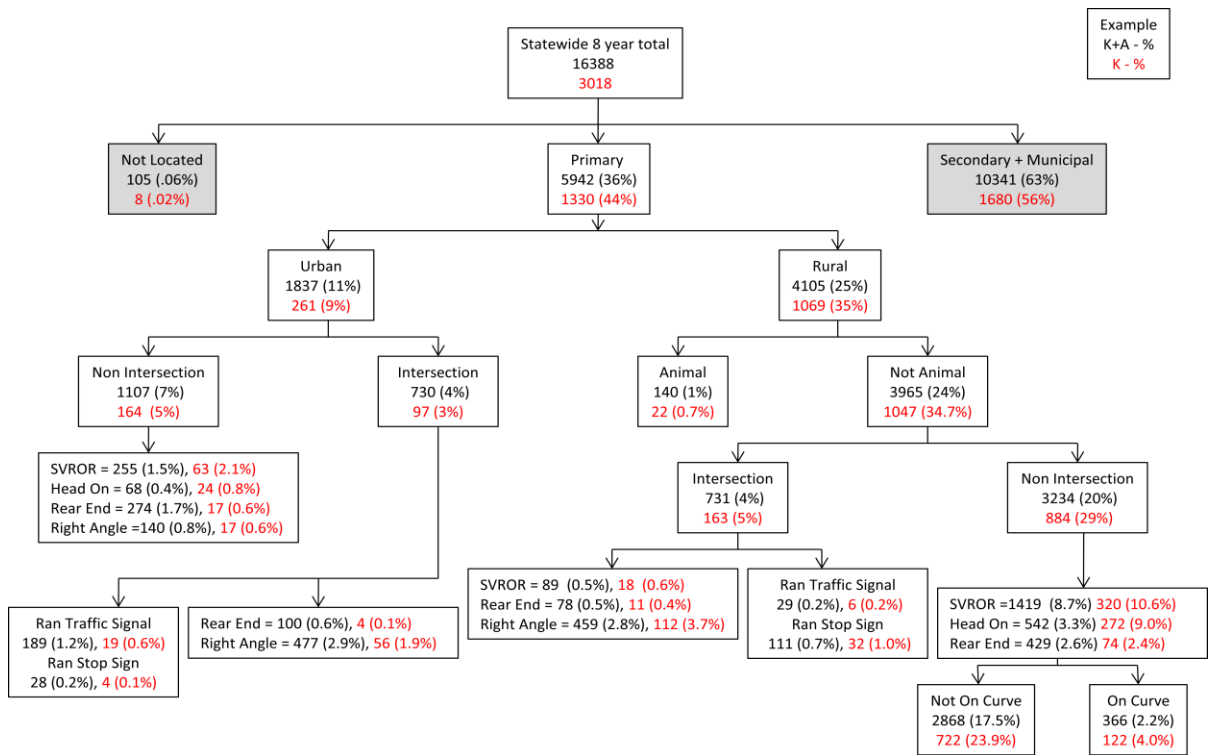 Example
K+A - %
K - %
Statewide 8 year total
16388
3018
Not Located
105 (.06%)
8 (.02%)
Primary
5942 (36%)
1330 (44%)
Secondary + Municipal
10341 (63%)
1680 (56%)
Urban
1837 (11%)
261 (9%)
Rural
4105 (25%)
1069 (35%)
Non Intersection
1107 (7%)
164 (5%)
Intersection
730 (4%)
97 (3%)
Animal
140 (1%)
22 (0.7%)
Not Animal
3965 (24%)
1047 (34.7%)
SVROR = 255 (1.5%), 63 (2.1%)
Head On = 68 (0.4%), 24 (0.8%)
Rear End = 274 (1.7%), 17 (0.6%)
Right Angle =140 (0.8%), 17 (0.6%)
Intersection
731 (4%)
163 (5%)
Non Intersection
3234 (20%)
884 (29%)
Ran Traffic Signal
189 (1.2%), 19 (0.6%)
Ran Stop Sign
28 (0.2%), 4 (0.1%)
Rear End = 100 (0.6%), 4 (0.1%)
Right Angle = 477 (2.9%), 56 (1.9%)
SVROR = 89 (0.5%), 18 (0.6%)
Rear End = 78 (0.5%), 11 (0.4%)
Right Angle = 459 (2.8%), 112 (3.7%)
Ran Traffic Signal
29 (0.2%), 6 (0.2%)
Ran Stop Sign
111 (0.7%), 32 (1.0%)
SVROR =1419 (8.7%) 320 (10.6%)
Head On = 542 (3.3%) 272 (9.0%)
Rear End = 429 (2.6%) 74 (2.4%)
Not On Curve
2868 (17.5%)
722 (23.9%)
On Curve
366 (2.2%)
122 (4.0%)